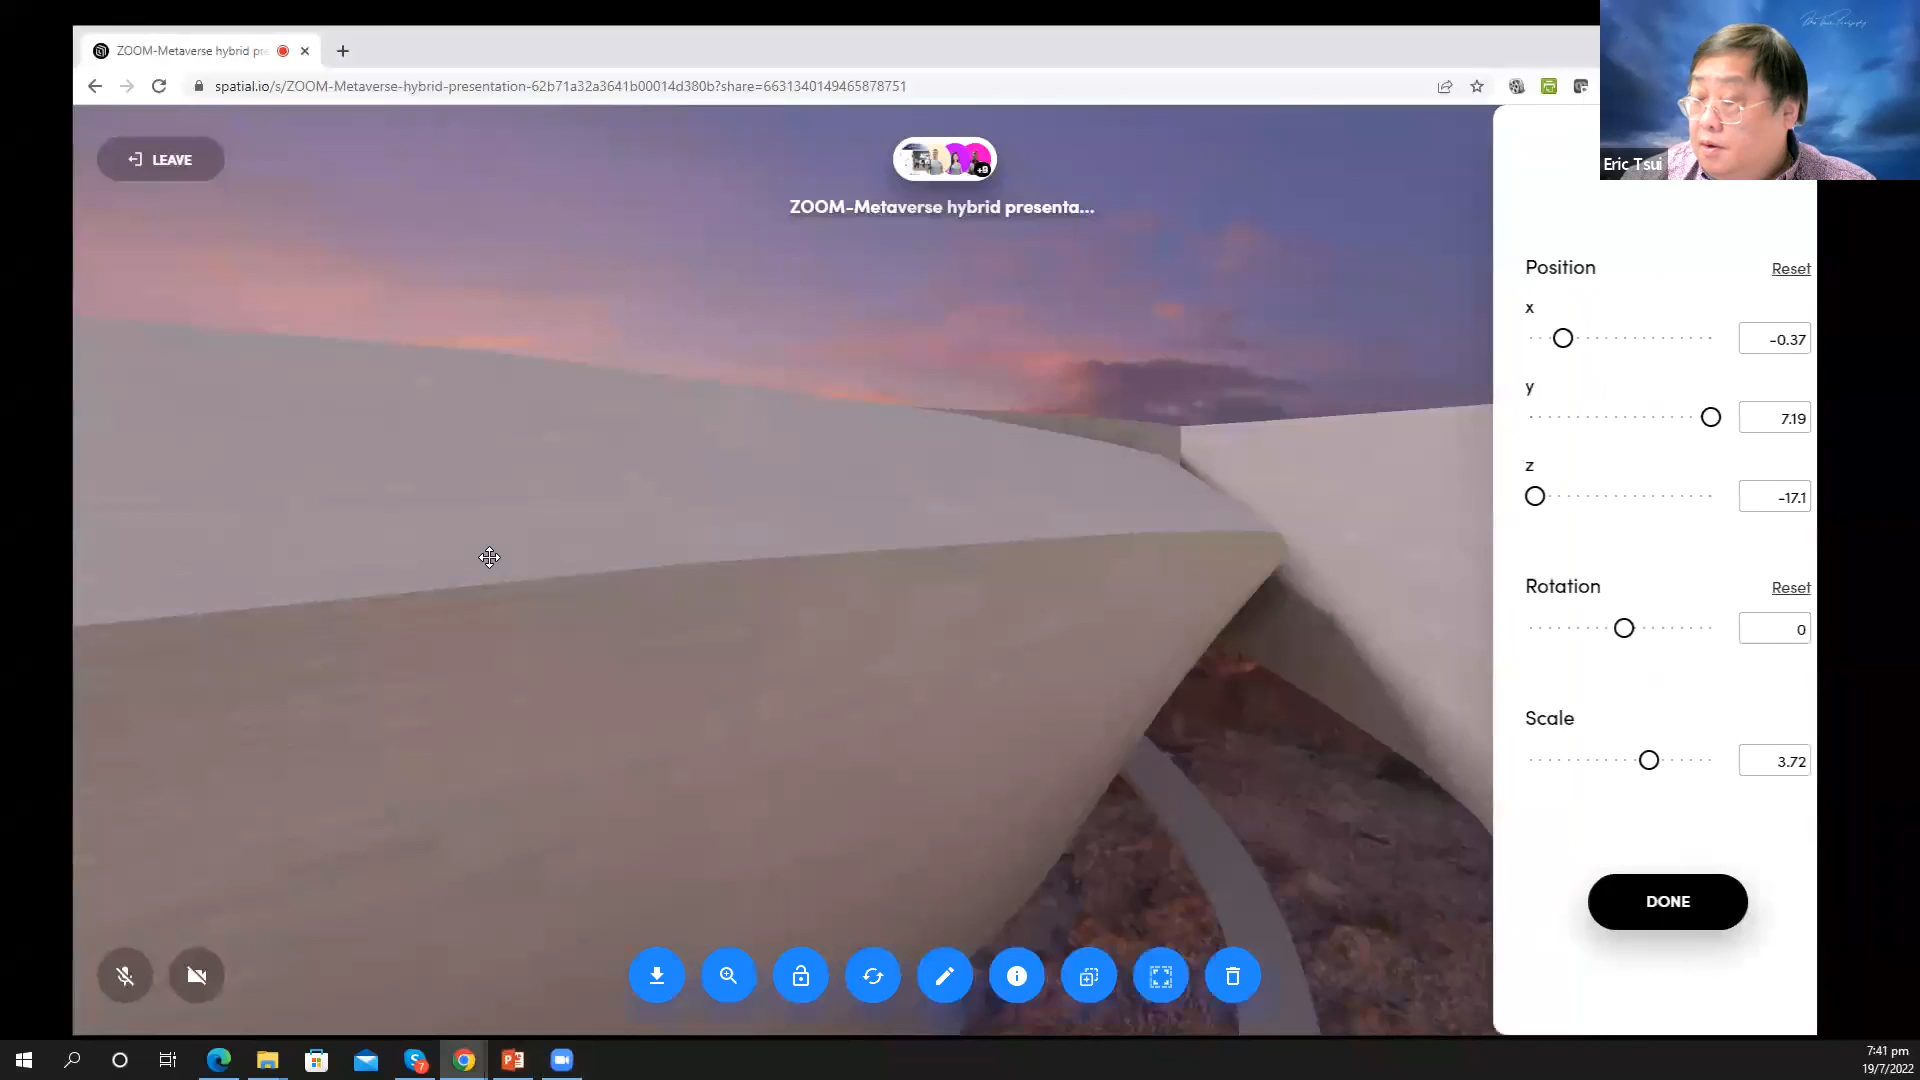 ZOOM-Metaverse hybrid pr
spatial.io/s/ZOOM-Metaverse-hybrid-presentation-62b71a32a3641b00014d380b?share=6631340149465878751
Eric Tsui
LEAVE
+9
ZOOM-Metaverse hybrid presenta...
Position
Reset
x
-0.37
y
7.19
z
-17.1
Rotation
Reset
0
Scale
3.72
DONE
7
7:41 pm
19/7/2022